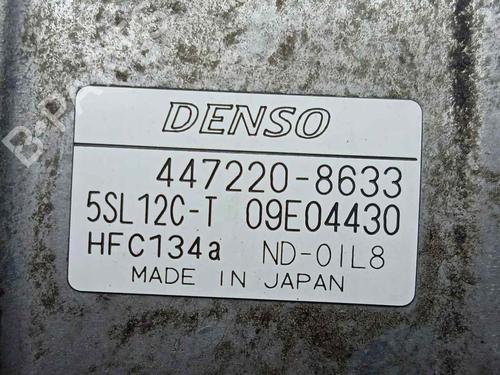 DENSO
447220-8633
5SL12C-T 09E04430
HFC134a ND-OIL8
MADE IN JAPAN